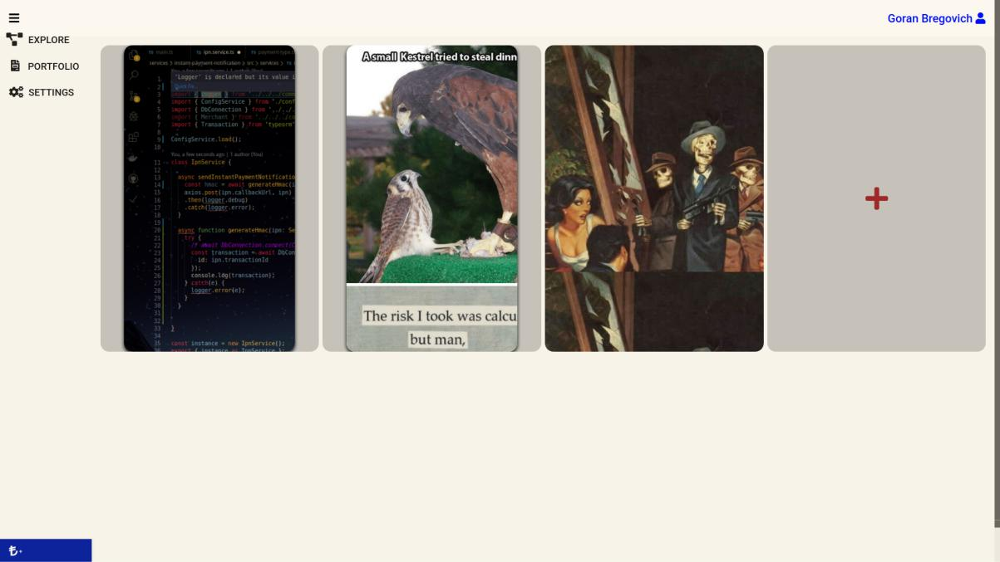 Goran Bregovich
EXPLORE
PORTFOLIO
SETTINGS
TS main.ts
TS ipn.service.ts
TS payment-type.t
services > instant-payment-notification > src > services > TS
'Logger' is declared but its value i
Quick Fix...
1
2
3 import { Logger } from '../../../comm
4 import { ConfigService } from './conf
5 import { DbConnection } from '../../.
6 import { Merchant } from '../../../co
7 import { Transaction } from 'typeorm'
8
9 ConfigService.load();
10
You, a few seconds ago | 1 author (You)
11 class IpnService {
12
13 async sendInstantPaymentNotificatio
14 const hmac = await generateHmac(i
15 axios.post(ipn.callbackUrl, ipn)
16 .then(logger.debug)
17 .catch(logger.error);
18 }
19
20 async function generateHmac(ipn: Se
21 try {
22 // await DbConnection.connect(C
23 const transaction = await DbCon
24 id: ipn.transactionId
25 });
26 console.log(transaction);
27 } catch(e) {
28 logger.error(e);
29 }
30 }
31
32
33 }
34
35 const instance = new IpnService();
36 export { instance as IpnService };
A small Kestrel tried to steal dinn
The risk I took was calcu
but man,
₺